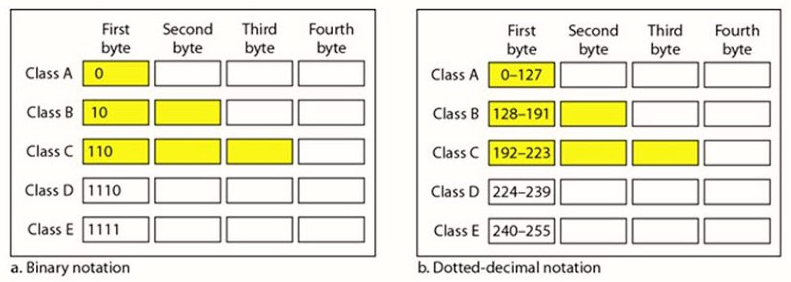 First Second Third Fourth
byte byte byte byte
Class A 0
Class B 10
Class C 110
Class D 1110
Class E 1111
a. Binary notation
First Second Third Fourth
byte byte byte byte
Class A 0–127
Class B 128–191
Class C 192–223
Class D 224–239
Class E 240–255
b. Dotted-decimal notation